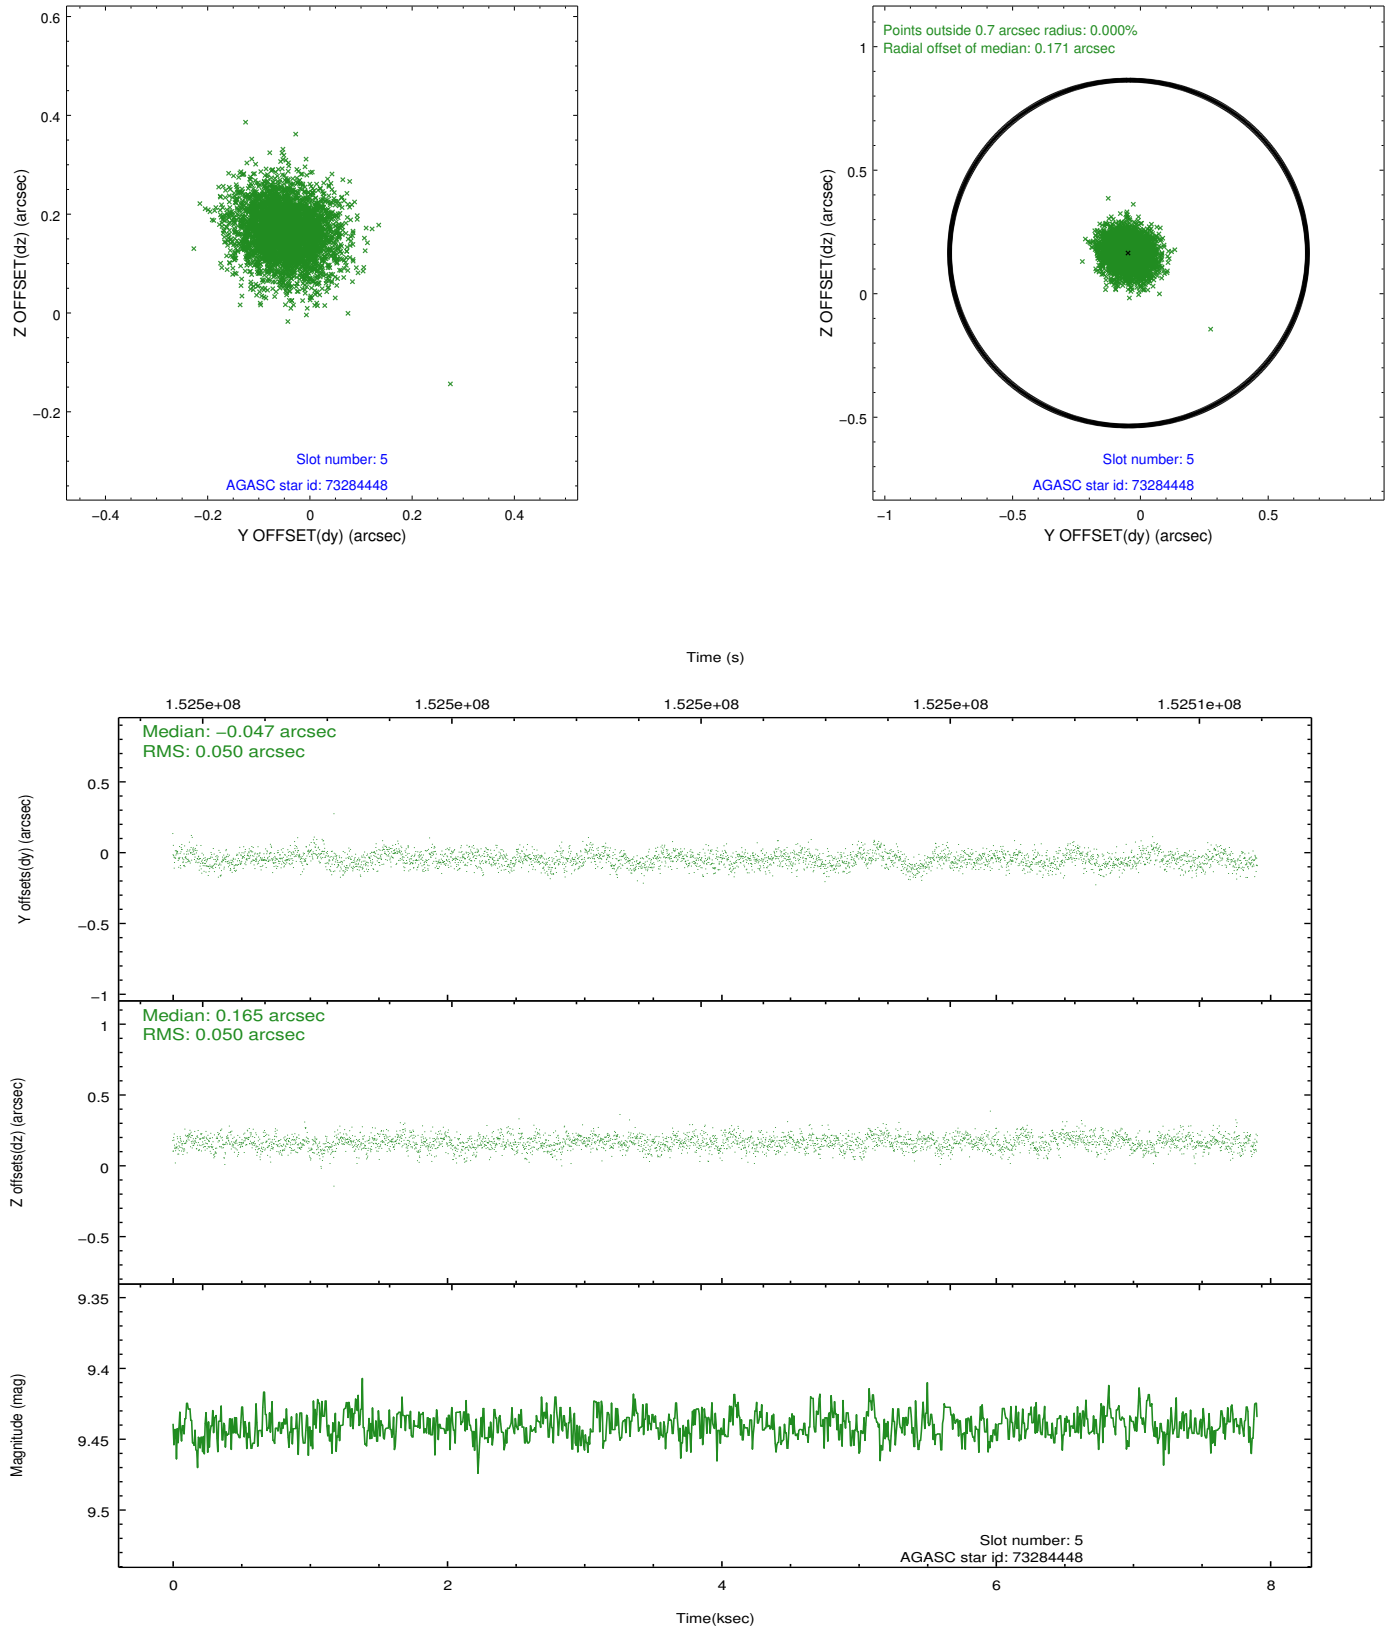 0.6
0.4
0.2
0
−0.2
Z OFFSET(dz) (arcsec)
Slot number: 5
AGASC star id: 73284448
−0.4 −0.2 0 0.2 0.4
Y OFFSET(dy) (arcsec)
Points outside 0.7 arcsec radius: 0.000%
Radial offset of median: 0.171 arcsec
1
0.5
0
−0.5
Z OFFSET(dz) (arcsec)
Slot number: 5
AGASC star id: 73284448
−1 −0.5 0 0.5
Y OFFSET(dy) (arcsec)
Time (s)
1.525e+08 1.525e+08 1.525e+08 1.525e+08 1.5251e+08
Median: −0.047 arcsec
RMS: 0.050 arcsec
0.5
0
−0.5
−1
Y offsets(dy) (arcsec)
Median: 0.165 arcsec
RMS: 0.050 arcsec
1
0.5
0
−0.5
Z offsets(dz) (arcsec)
9.35
9.4
9.45
9.5
Magnitude (mag)
Slot number: 5
AGASC star id: 73284448
0 2 4 6 8
Time(ksec)